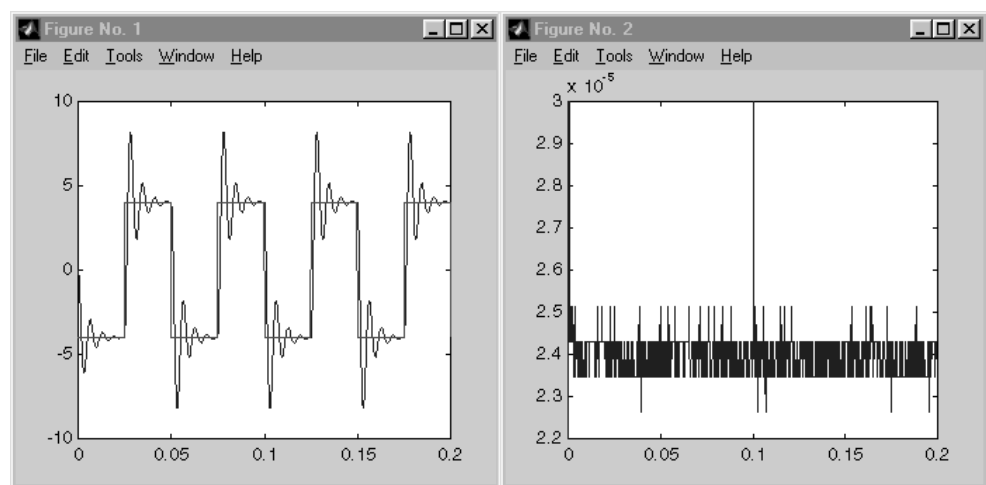 Figure No. 1
File Edit Tools Window Help
10
5
0
-5
-10
0 0.05 0.1 0.15 0.2
Figure No. 2
File Edit Tools Window Help
x 10-5
3
2.9
2.8
2.7
2.6
2.5
2.4
2.3
2.2
0 0.05 0.1 0.15 0.2